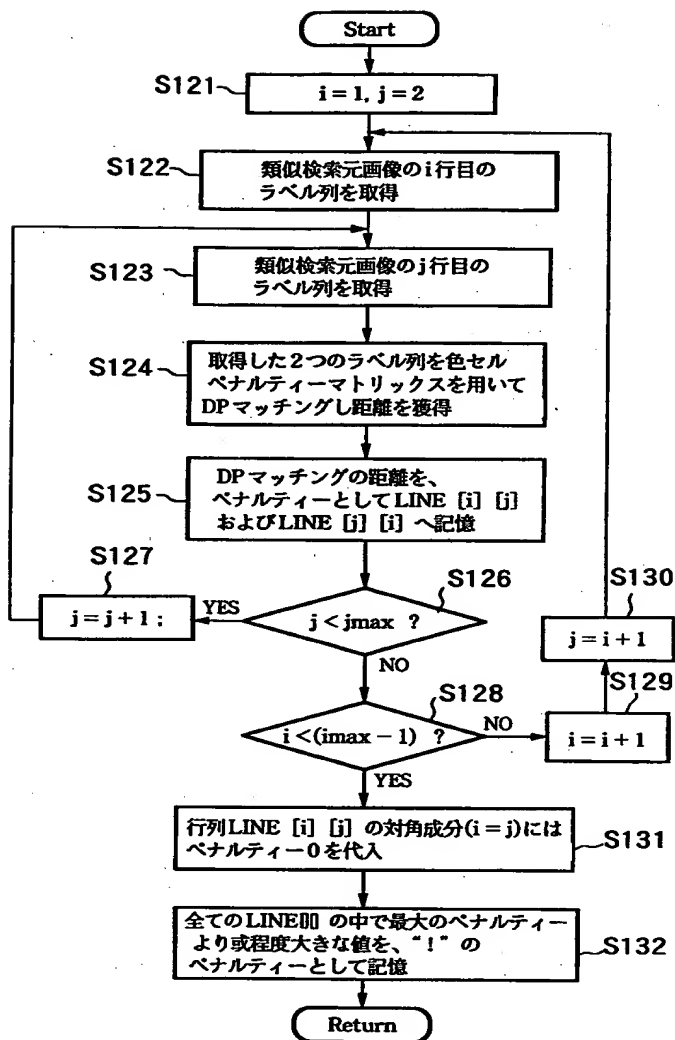 Start
S121
i = 1, j = 2
S122
類似検索元画像の i 行目の
ラベル列を取得
S123
類似検索元画像の j 行目の
ラベル列を取得
S124
取得した2つのラベル列を色セル
ペナルティーマトリックスを用いて
DPマッチングし距離を獲得
S125
DPマッチングの距離を、
ペナルティーとしてLINE [i] [j]
およびLINE [j] [i] へ記憶
S126
j < jmax ?
YES
S127
j = j + 1 ;
NO
S128
i < (imax − 1) ?
NO
S129
i = i + 1
S130
j = i + 1
YES
行列LINE [i] [j] の対角成分(i = j)には
ペナルティー0を代入
S131
全てのLINE[][] の中で最大のペナルティー
より或程度大きな値を、“!” の
ペナルティーとして記憶
S132
Return